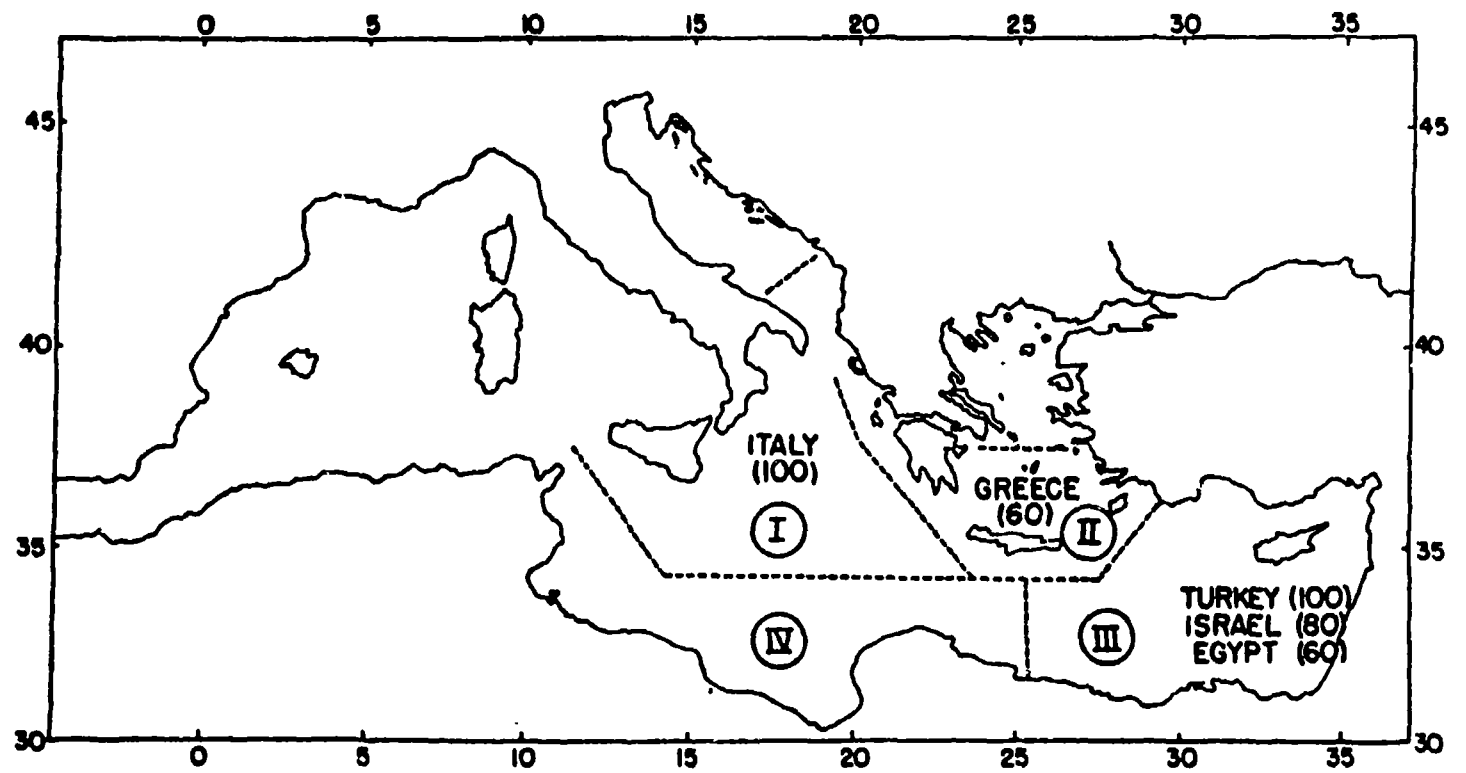 0 5 10 15 20 25 30 35
45 45
ITALY
(100)
I
40 40
GREECE
(60)
II
35 35
TURKEY (100)
ISRAEL (80)
EGYPT (60)
IV
III
30 30
0 5 10 15 20 25 30 35